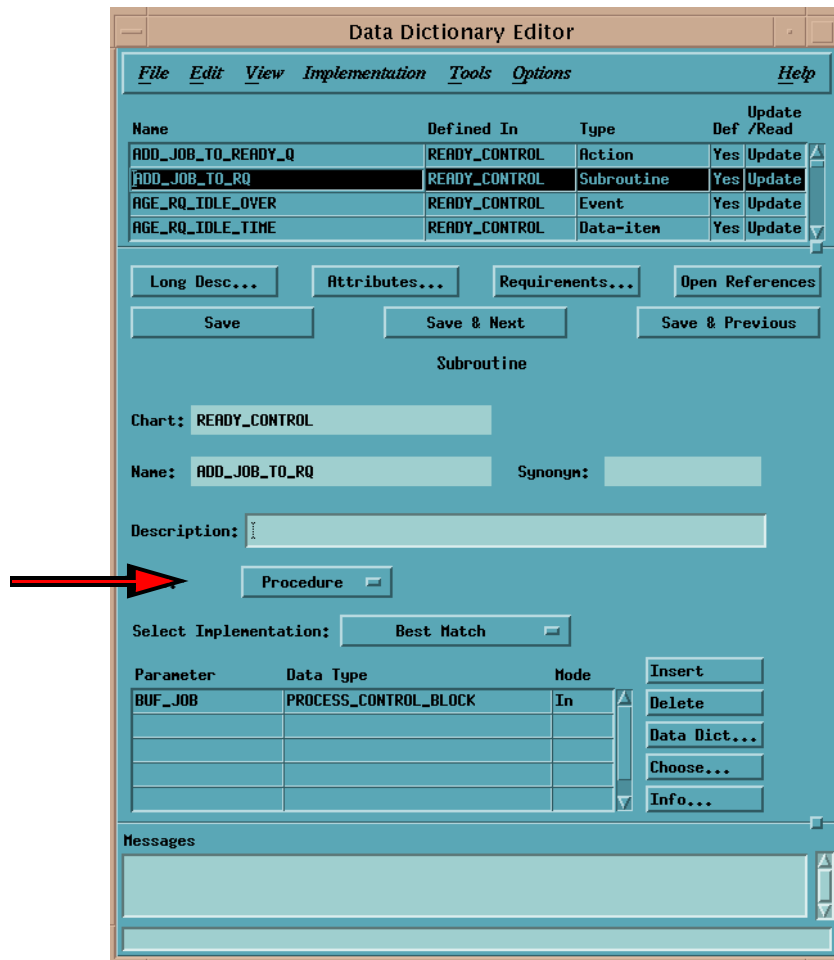 Data Dictionary Editor
File Edit View Implementation Tools Options Help
Update
Name Defined In Type Def /Read
ADD_JOB_TO_READY_Q READY_CONTROL Action Yes Update
ADD_JOB_TO_RQ READY_CONTROL Subroutine Yes Update
AGE_RQ_IDLE_OVER READY_CONTROL Event Yes Update
AGE_RQ_IDLE_TIME READY_CONTROL Data-item Yes Update
Long Desc... Attributes... Requirements... Open References
Save Save & Next Save & Previous
Subroutine
Chart: READY_CONTROL
Name: ADD_JOB_TO_RQ Synonym:
Description:
Procedure
Select Implementation: Best Match
Parameter Data Type Mode Insert
BUF_JOB PROCESS_CONTROL_BLOCK In Delete
Data Dict...
Choose...
Info...
Messages